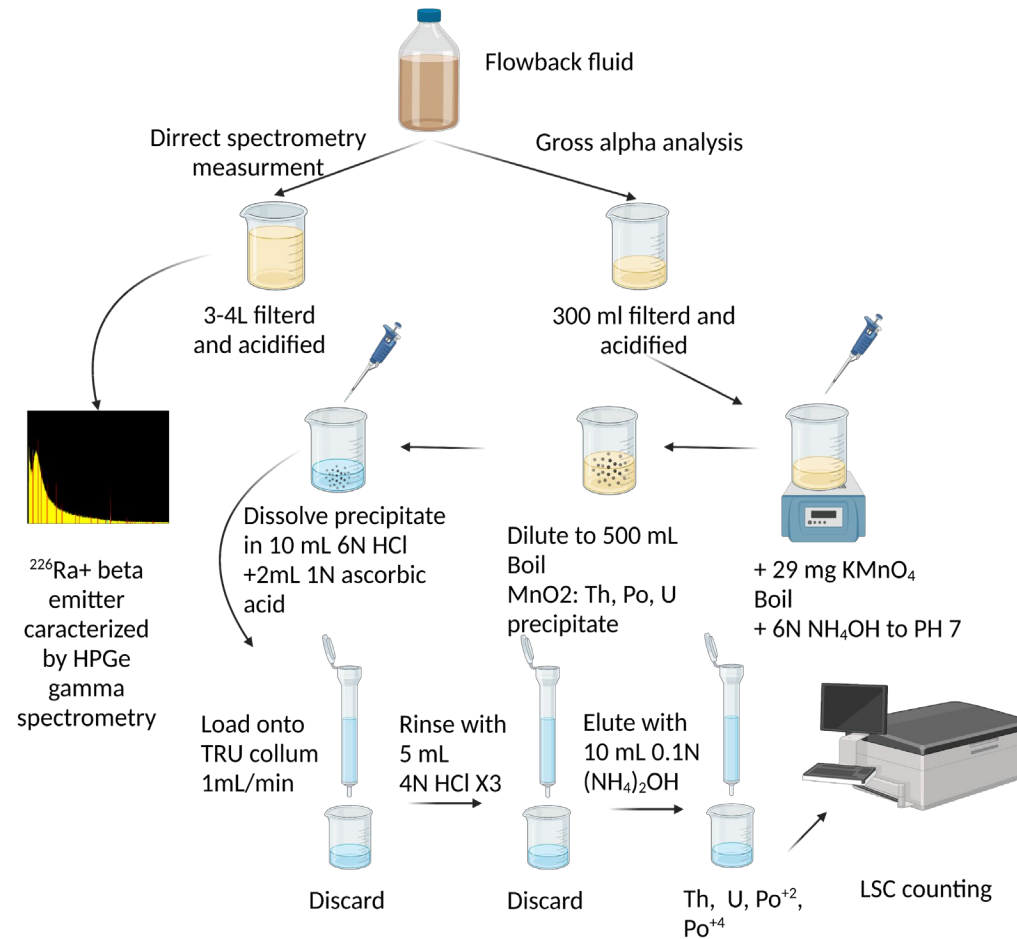 Flowback fluid
Dirrect spectrometry
measurment
Gross alpha analysis
3-4L filterd
and acidified
300 ml filterd and
acidified
Dissolve precipitate
in 10 mL 6N HCl
+2mL 1N ascorbic
acid
Dilute to 500 mL
Boil
MnO2: Th, Po, U
precipitate
+ 29 mg KMnO₄
Boil
+ 6N NH₄OH to PH 7
²²⁶Ra+ beta
emitter
caracterized
by HPGe
gamma
spectrometry
Load onto
TRU collum
1mL/min
Rinse with
5 mL
4N HCl X3
Elute with
10 mL 0.1N
(NH₄)₂OH
Discard
Discard
Th, U, Po⁺²,
Po⁺⁴
LSC counting